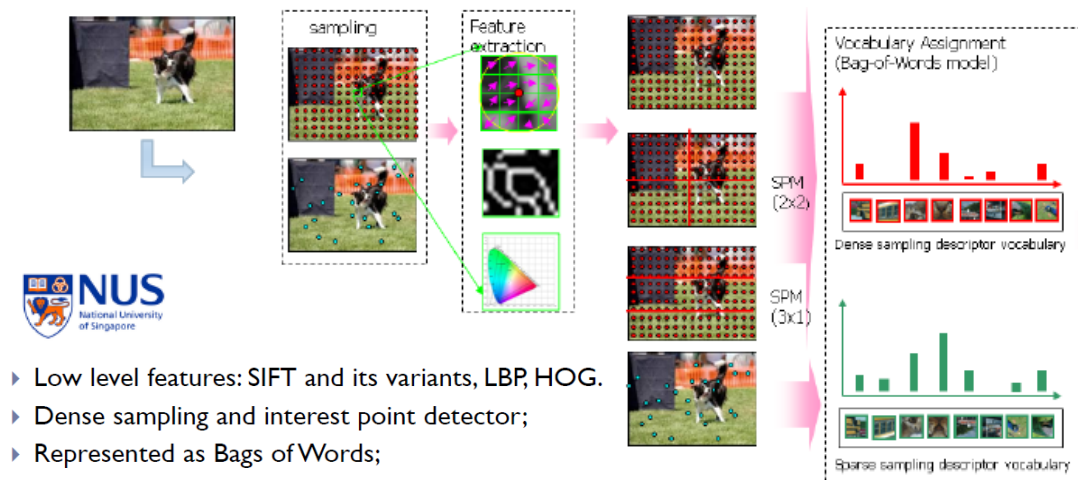 sampling
Feature
extraction
SPM
(2x2)
SPM
(3x1)
Vocabulary Assignment
(Bag-of-Words model)
Dense sampling descriptor vocabulary
Sparse sampling descriptor vocabulary
NUS
National University
of Singapore
Low level features: SIFT and its variants, LBP, HOG.
Dense sampling and interest point detector;
Represented as Bags of Words;